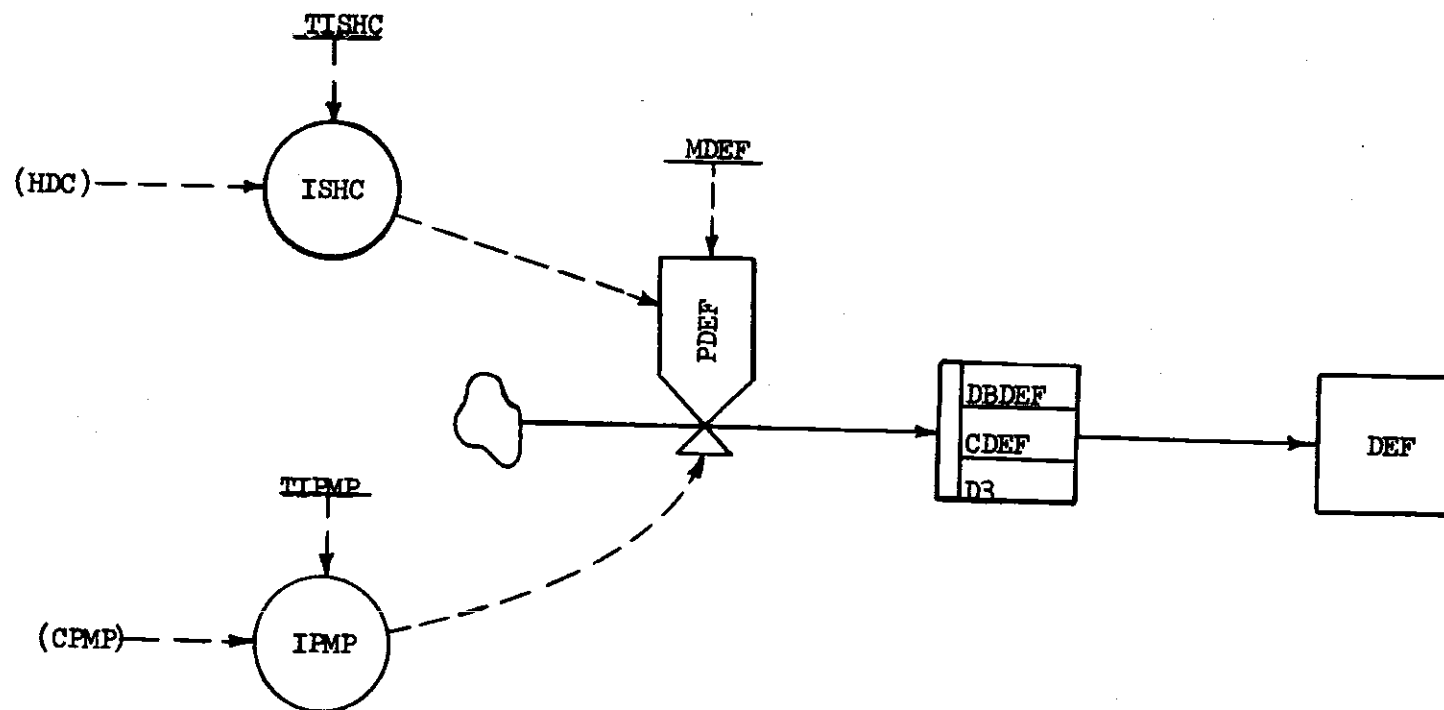 TISHC
(HDC)
ISHC
MDEF
PDEF
DBDEF
CDEF
D3
DEF
TIPMP
(CPMP)
IPMP